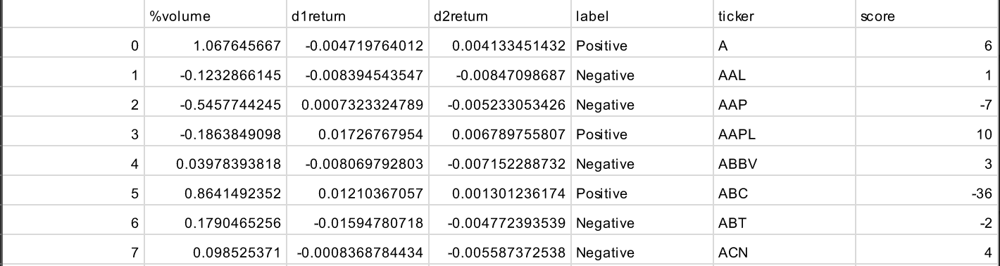 %volume d1return d2return label ticker score
0 1.067645667 -0.004719764012 0.004133451432 Positive A 6
1 -0.1232866145 -0.008394543547 -0.00847098687 Negative AAL 1
2 -0.5457744245 0.0007323324789 -0.005233053426 Negative AAP -7
3 -0.1863849098 0.01726767954 0.006789755807 Positive AAPL 10
4 0.03978393818 -0.008069792803 -0.007152288732 Negative ABBV 3
5 0.8641492352 0.01210367057 0.001301236174 Positive ABC -36
6 0.1790465256 -0.01594780718 -0.004772393539 Negative ABT -2
7 0.098525371 -0.0008368784434 -0.005587372538 Negative ACN 4